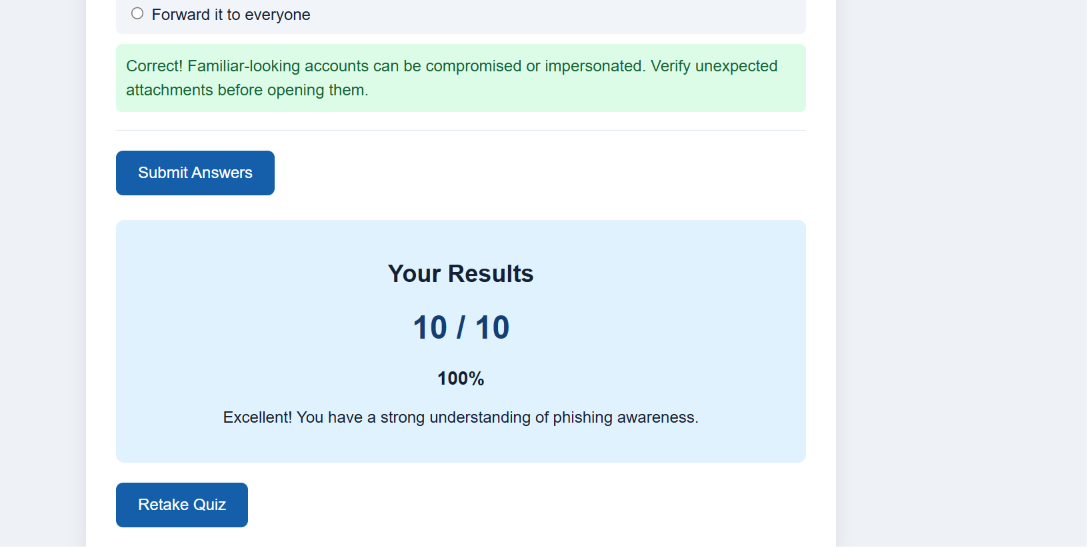 Forward it to everyone
Correct! Familiar-looking accounts can be compromised or impersonated. Verify unexpected
attachments before opening them.
Submit Answers
Your Results
10 / 10
100%
Excellent! You have a strong understanding of phishing awareness.
Retake Quiz